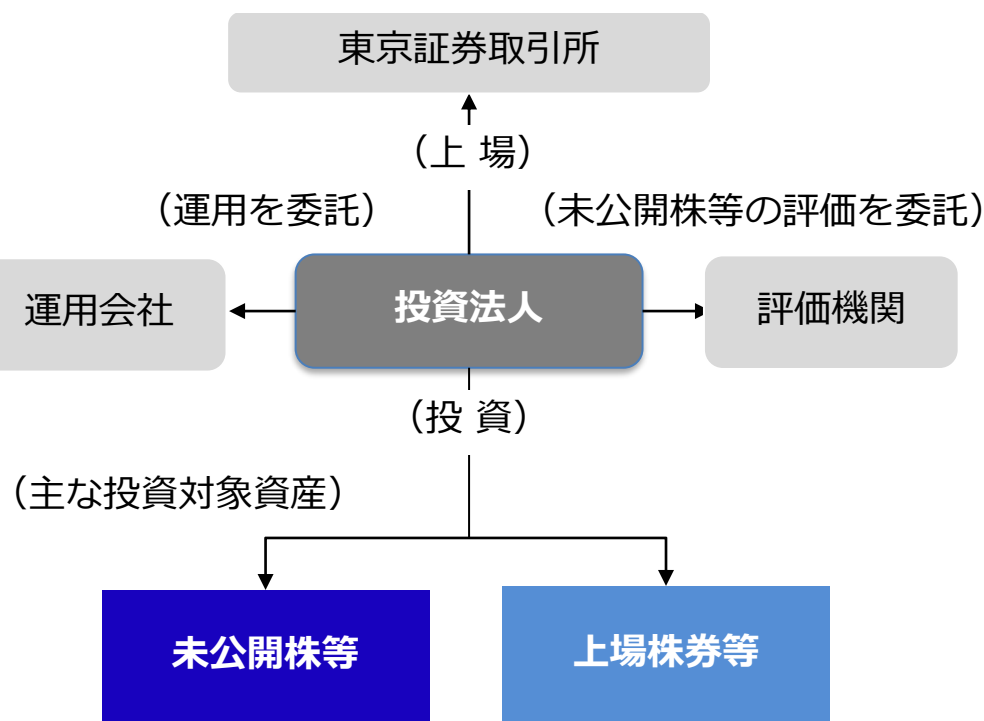 東京証券取引所
（上 場）
（運用を委託）
（未公開株等の評価を委託）
運用会社
投資法人
評価機関
（投 資）
（主な投資対象資産）
未公開株等
上場株券等